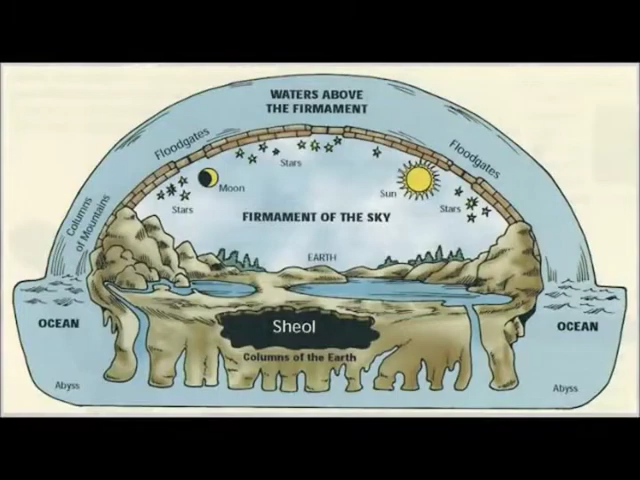 WATERS ABOVE
THE FIRMAMENT
Floodgates
Floodgates
Stars
Moon
Sun
Columns
of Mountains
Stars
Stars
FIRMAMENT OF THE SKY
EARTH
OCEAN
Sheol
OCEAN
Columns of the Earth
Abyss
Abyss